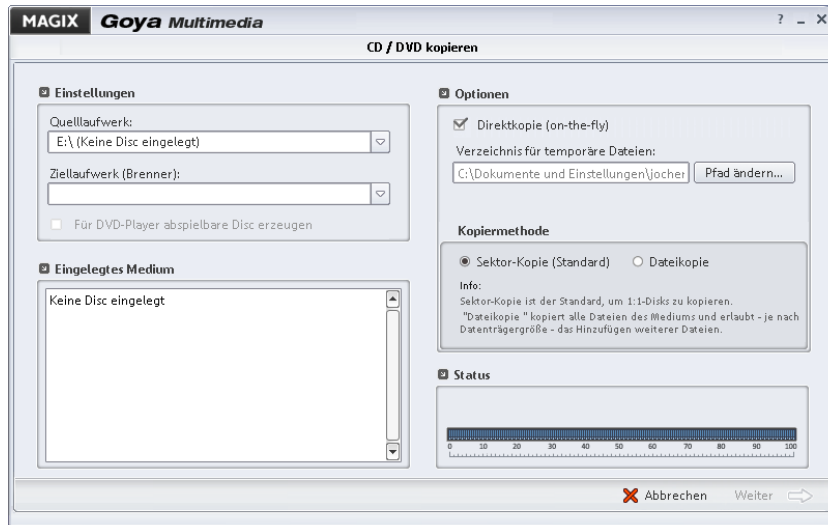 MAGIX Goya Multimedia ? _ X
CD / DVD kopieren
Einstellungen
Quelllaufwerk:
E:\ (Keine Disc eingelegt)
Ziellaufwerk (Brenner):
Für DVD-Player abspielbare Disc erzeugen
Eingelegtes Medium
Keine Disc eingelegt
Optionen
Direktkopie (on-the-fly)
Verzeichnis für temporäre Dateien:
C:\Dokumente und Einstellungen\jocher Pfad ändern...
Kopiermethode
Sektor-Kopie (Standard) Dateikopie
Info:
Sektor-Kopie ist der Standard, um 1:1-Disks zu kopieren.
"Dateikopie " kopiert alle Dateien des Mediums und erlaubt - je nach
Datenträgergröße - das Hinzufügen weiterer Dateien.
Status
0 10 20 30 40 50 60 70 80 90 100
Abbrechen Weiter